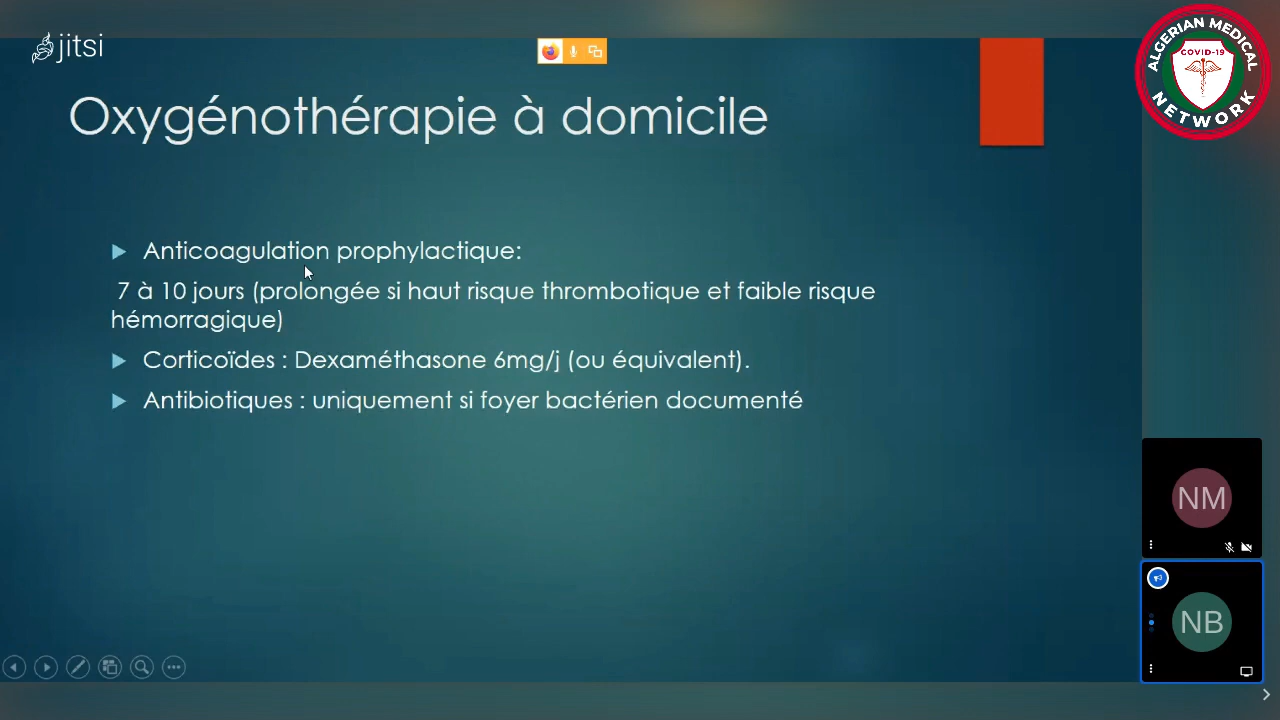 jitsi
ALGERIAN MEDICAL
COVID-19
NETWORK
Oxygénothérapie à domicile
Anticoagulation prophylactique:
7 à 10 jours (prolongée si haut risque thrombotique et faible risque
hémorragique)
Corticoïdes : Dexaméthasone 6mg/j (ou équivalent).
Antibiotiques : uniquement si foyer bactérien documenté
NM
NB